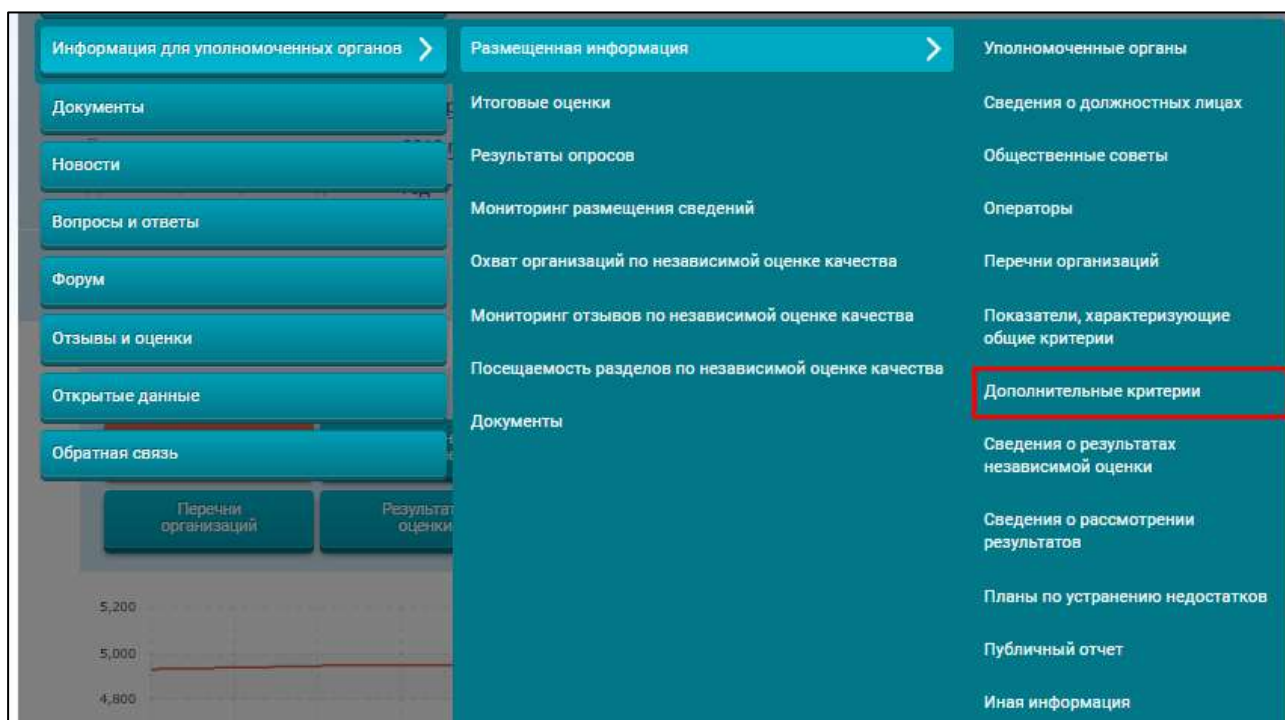 Информация для уполномоченных органов
Документы
Новости
Вопросы и ответы
Форум
Отзывы и оценки
Открытые данные
Обратная связь
Размещенная информация
Итоговые оценки
Результаты опросов
Мониторинг размещения сведений
Охват организаций по независимой оценке качества
Мониторинг отзывов по независимой оценке качества
Посещаемость разделов по независимой оценке качества
Документы
Уполномоченные органы
Сведения о должностных лицах
Общественные советы
Операторы
Перечни организаций
Показатели, характеризующие
общие критерии
Дополнительные критерии
Сведения о результатах
независимой оценки
Сведения о рассмотрении
результатов
Планы по устранению недостатков
Публичный отчет
Иная информация
Перечни
организаций
Результат
оценки
5,200
5,000
4,800